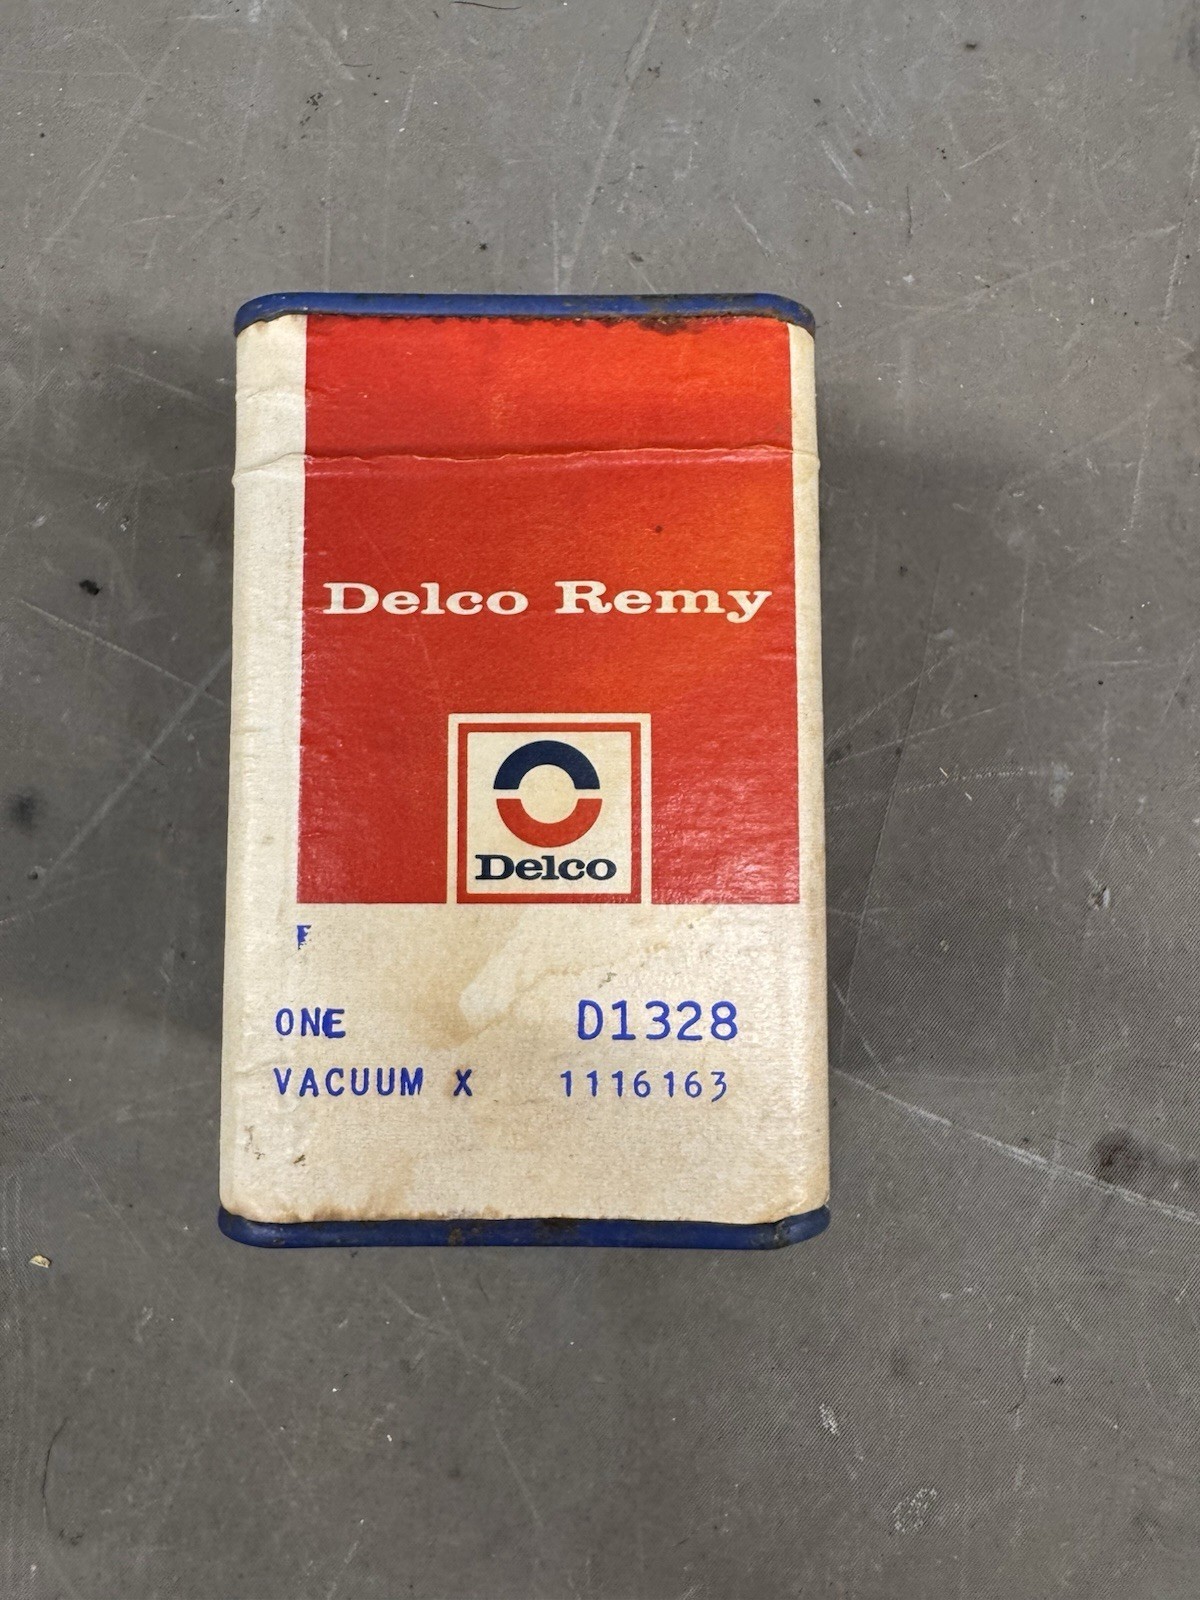 Delco Remy
Delco
F
ONE D1328
VACUUM X 1116163